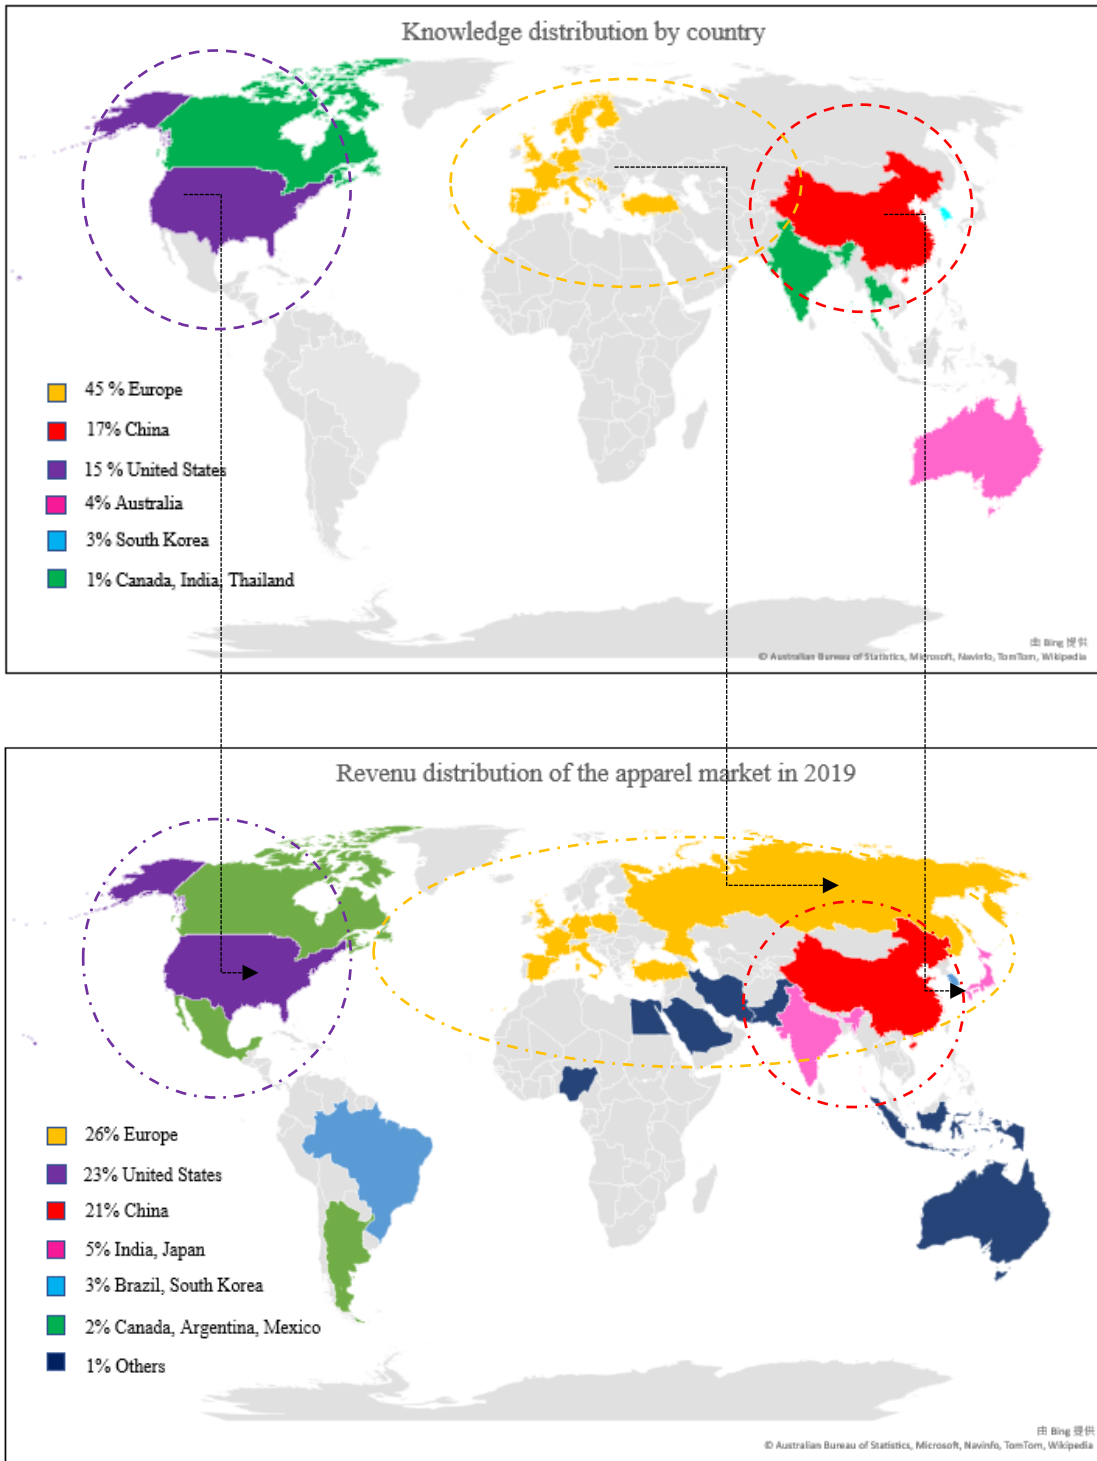 Knowledge distribution by country
45 % Europe
17% China
15 % United States
4% Australia
3% South Korea
1% Canada, India, Thailand
由 Bing 提供
© Australian Bureau of Statistics, Microsoft, Navinfo, TomTom, Wikipedia
Revenu distribution of the apparel market in 2019
26% Europe
23% United States
21% China
5% India, Japan
3% Brazil, South Korea
2% Canada, Argentina, Mexico
1% Others
由 Bing 提供
© Australian Bureau of Statistics, Microsoft, Navinfo, TomTom, Wikipedia